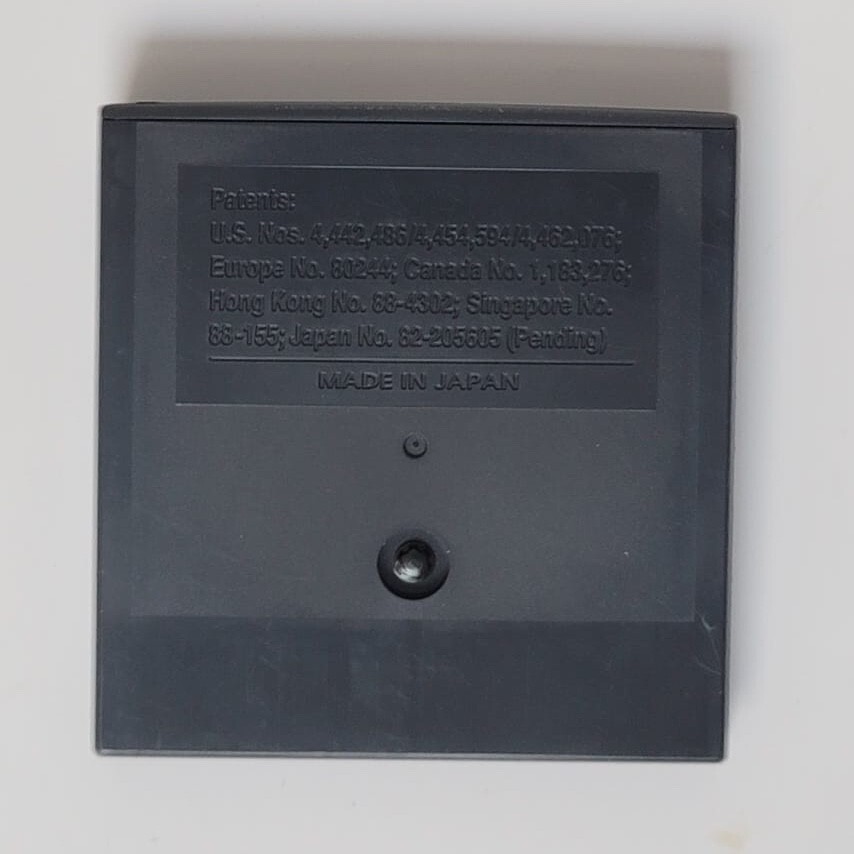 Patents:
U.S. Nos. 4,442,486/4,454,594/4,462,076;
Europe No. 80244; Canada No. 1,183,276;
Hong Kong No. 88-4302; Singapore No.
88-155; Japan No. 82-205605 (Pending)
MADE IN JAPAN